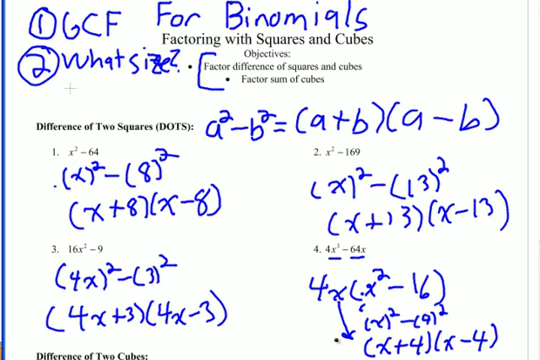 ① GCF For Binomials
Factoring with Squares and Cubes
② What size?
Objectives:
• Factor difference of squares and cubes
• Factor sum of cubes
Difference of Two Squares (DOTS): a² - b² = (a + b)(a - b)
1. x² - 64
(x)² - (8)²
(x + 8)(x - 8)
2. x² - 169
(x)² - (13)²
(x + 13)(x - 13)
3. 16x² - 9
(4x)² - (3)²
(4x + 3)(4x - 3)
4. 4x³ - 64x
4x(x² - 16)
(x)² - (4)²
(x + 4)(x - 4)
Difference of Two Cubes: